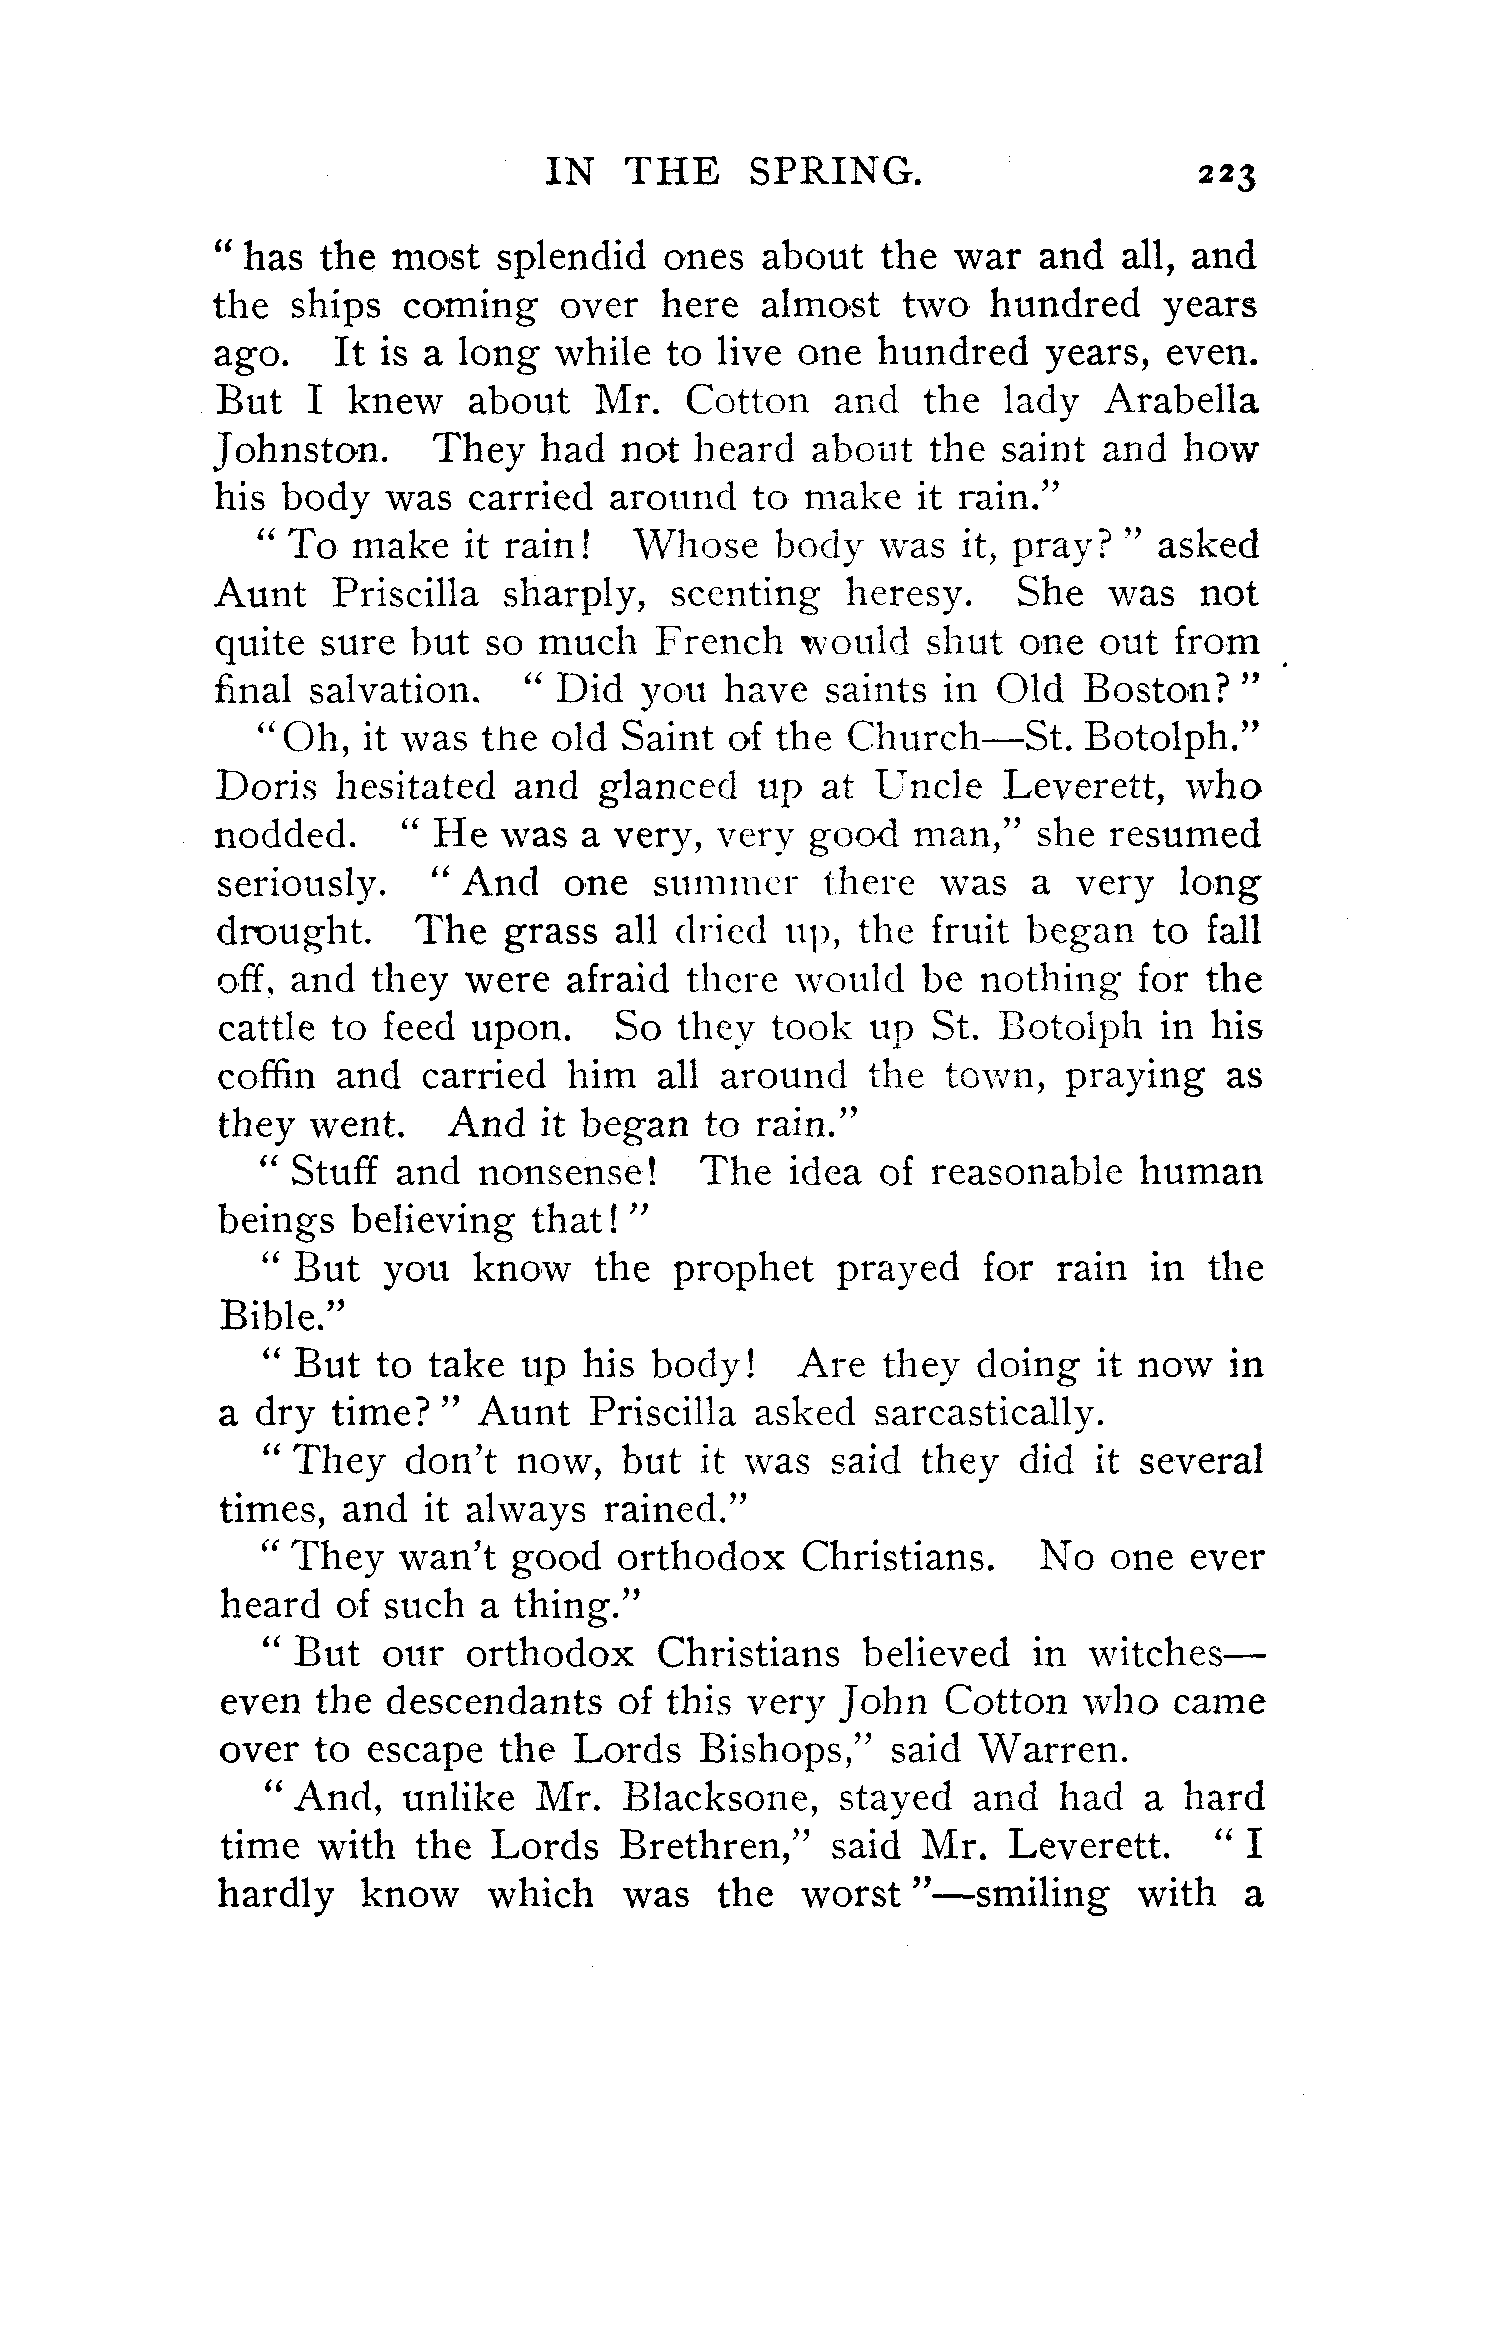 IN THE SPRING. 223
“ has the most splendid ones about the war and all, and
the ships coming over here almost two hundred years
ago. It is a long while to live one hundred years, even.
But I knew about Mr. Cotton and the lady Arabella
Johnston. They had not heard about the saint and how
his body was carried around to make it rain.”
“ To make it rain! Whose body was it, pray? ” asked
Aunt Priscilla sharply, scenting heresy. She was not
quite sure but so much French would shut one out from
final salvation. “ Did you have saints in Old Boston? ”
“Oh, it was the old Saint of the Church—St. Botolph.”
Doris hesitated and glanced up at Uncle Leverett, who
nodded. “ He was a very, very good man,” she resumed
seriously. “ And one summer there was a very long
drought. The grass all dried up, the fruit began to fall
off, and they were afraid there would be nothing for the
cattle to feed upon. So they took up St. Botolph in his
coffin and carried him all around the town, praying as
they went. And it began to rain.”
“ Stuff and nonsense! The idea of reasonable human
beings believing that! ”
“ But you know the prophet prayed for rain in the
Bible.”
“ But to take up his body! Are they doing it now in
a dry time? ” Aunt Priscilla asked sarcastically.
“ They don’t now, but it was said they did it several
times, and it always rained.”
“ They wan’t good orthodox Christians. No one ever
heard of such a thing.”
“ But our orthodox Christians believed in witches—
even the descendants of this very John Cotton who came
over to escape the Lords Bishops,” said Warren.
“ And, unlike Mr. Blacksone, stayed and had a hard
time with the Lords Brethren,” said Mr. Leverett. “ I
hardly know which was the worst ”—smiling with a